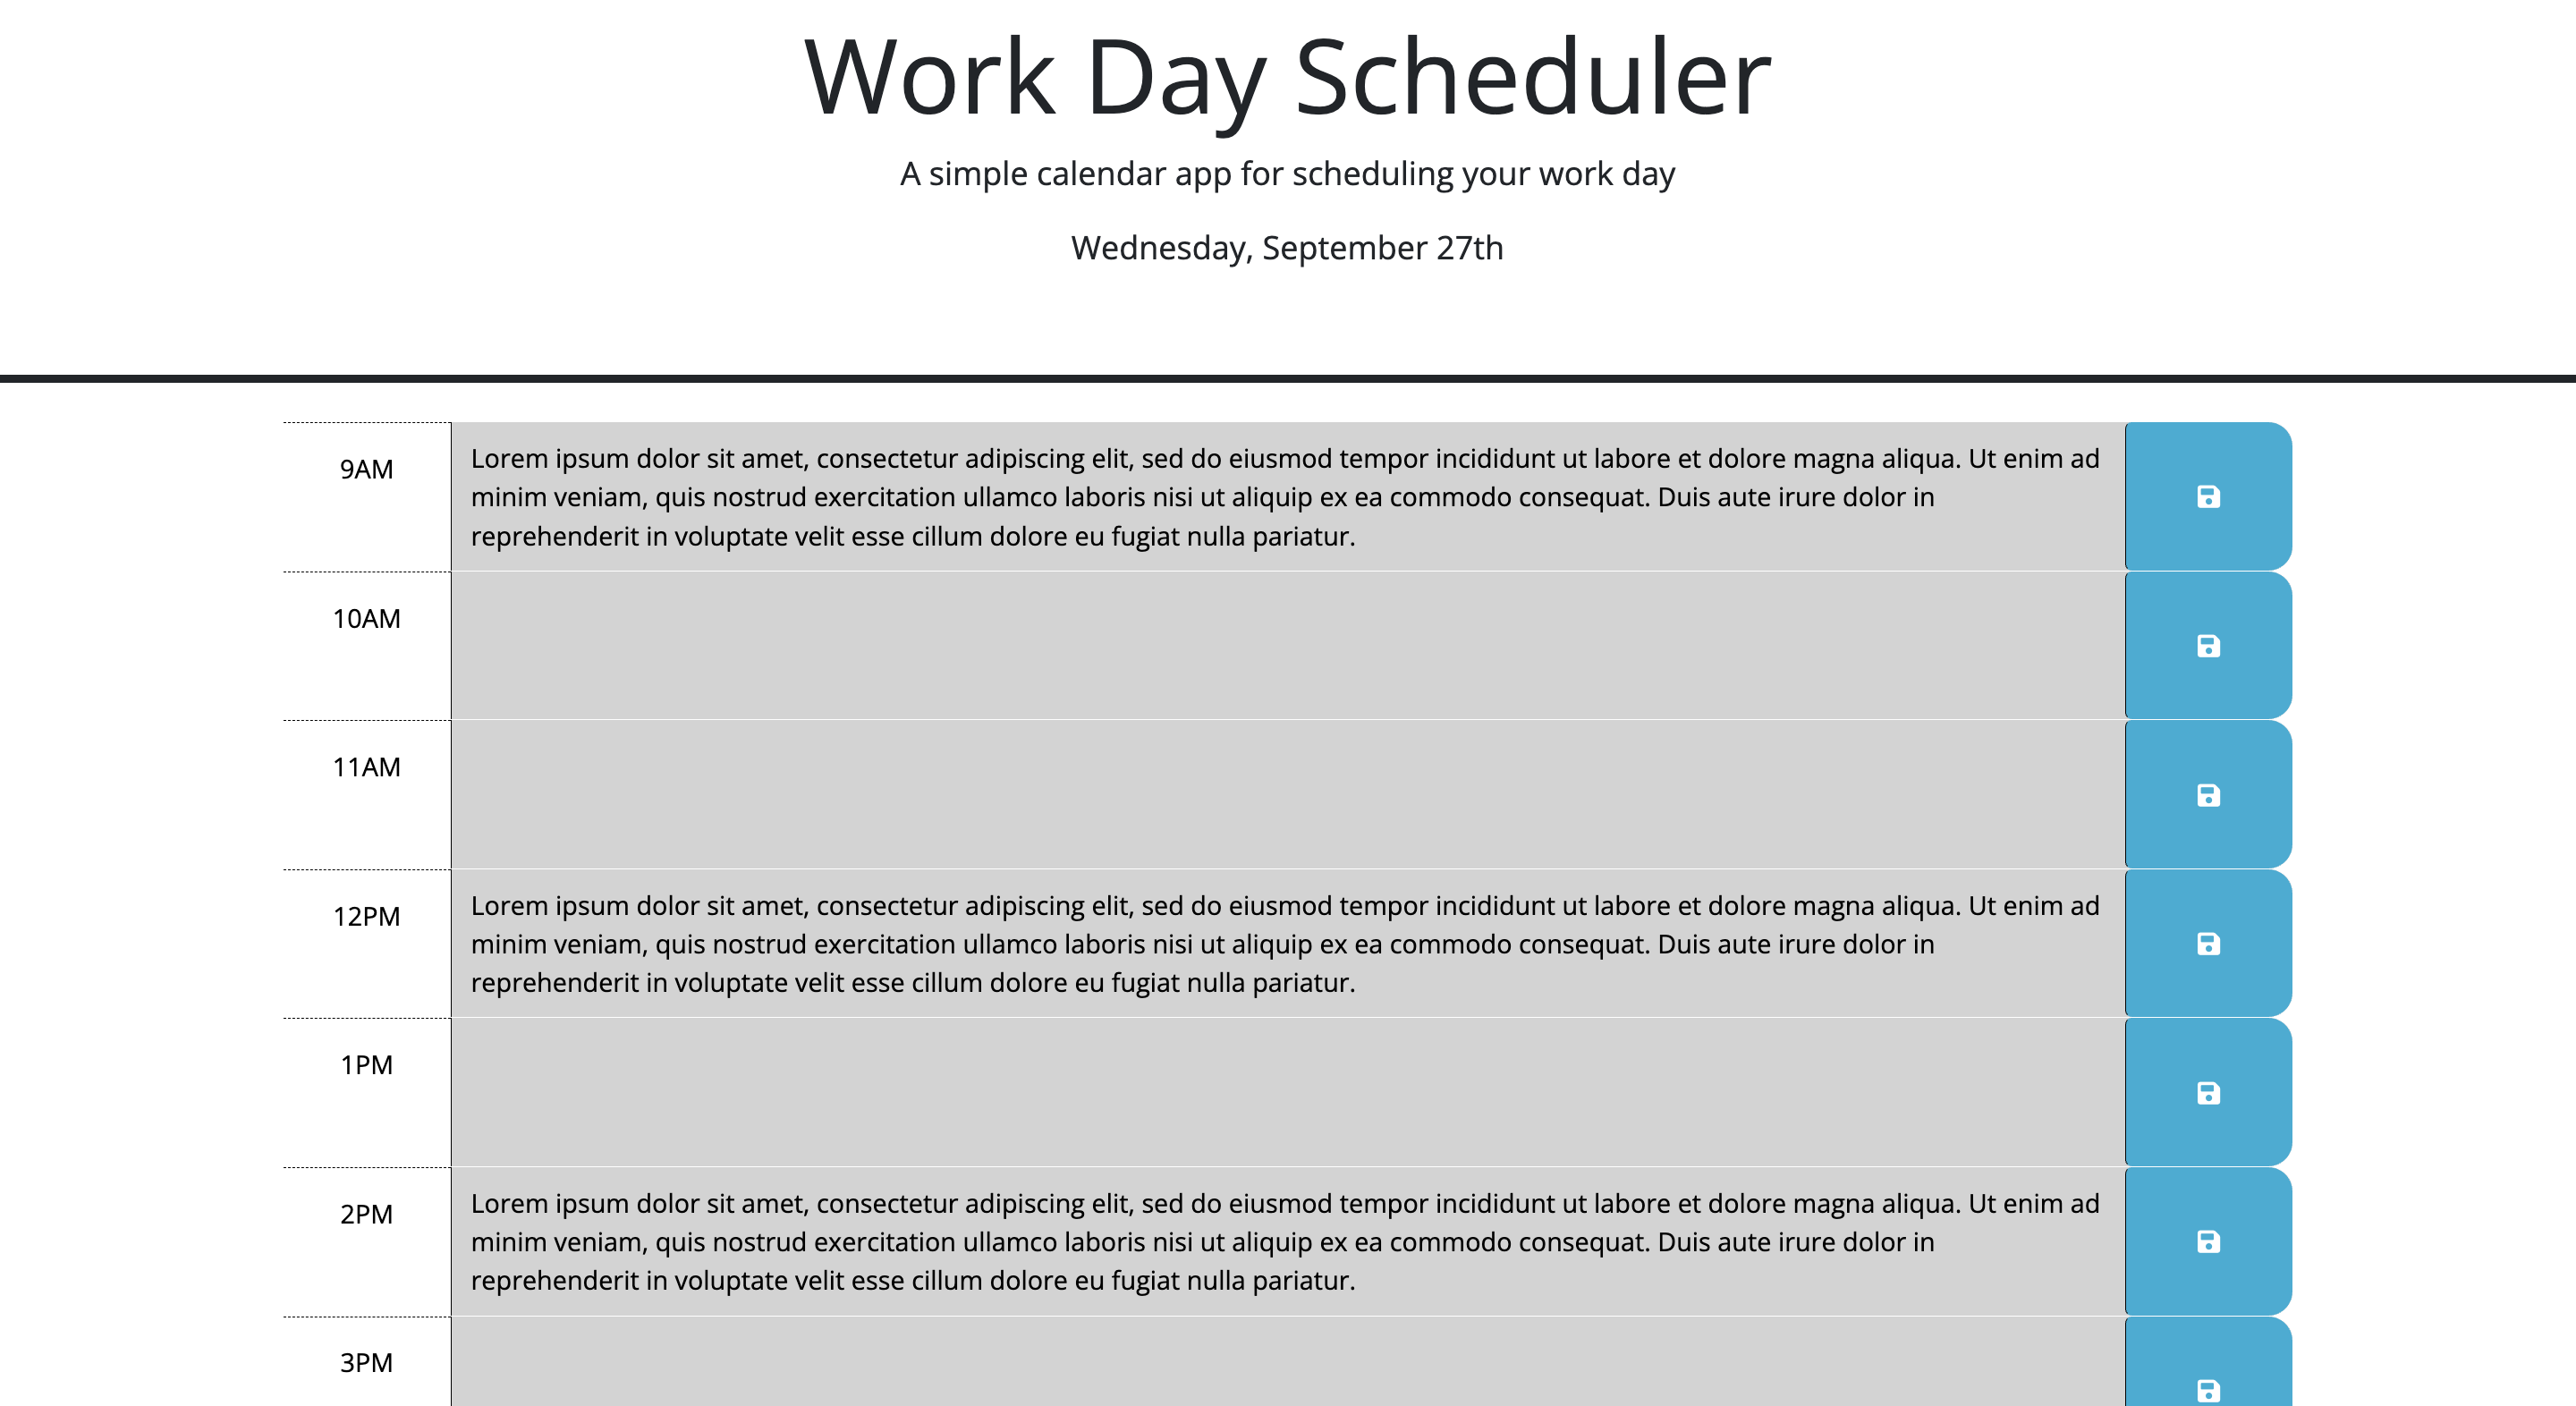 Work Day Scheduler
A simple calendar app for scheduling your work day
Wednesday, September 27th
9AM
Lorem ipsum dolor sit amet, consectetur adipiscing elit, sed do eiusmod tempor incididunt ut labore et dolore magna aliqua. Ut enim ad
minim veniam, quis nostrud exercitation ullamco laboris nisi ut aliquip ex ea commodo consequat. Duis aute irure dolor in
reprehenderit in voluptate velit esse cillum dolore eu fugiat nulla pariatur.
10AM
11AM
12PM
Lorem ipsum dolor sit amet, consectetur adipiscing elit, sed do eiusmod tempor incididunt ut labore et dolore magna aliqua. Ut enim ad
minim veniam, quis nostrud exercitation ullamco laboris nisi ut aliquip ex ea commodo consequat. Duis aute irure dolor in
reprehenderit in voluptate velit esse cillum dolore eu fugiat nulla pariatur.
1PM
2PM
Lorem ipsum dolor sit amet, consectetur adipiscing elit, sed do eiusmod tempor incididunt ut labore et dolore magna aliqua. Ut enim ad
minim veniam, quis nostrud exercitation ullamco laboris nisi ut aliquip ex ea commodo consequat. Duis aute irure dolor in
reprehenderit in voluptate velit esse cillum dolore eu fugiat nulla pariatur.
3PM